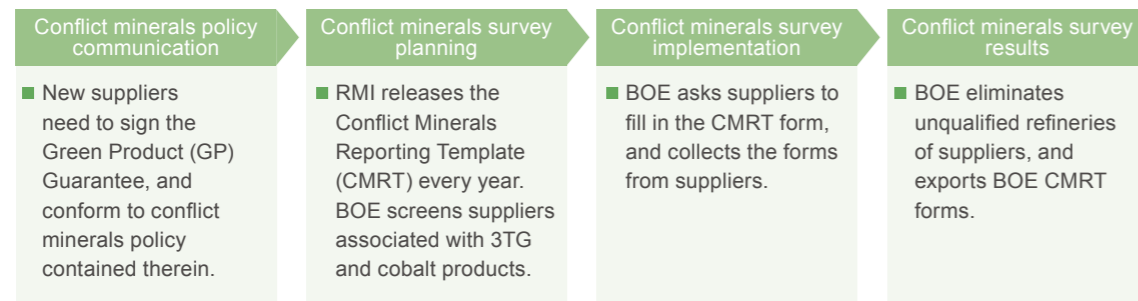 Conflict minerals policy
communication
New suppliers
need to sign the
Green Product (GP)
Guarantee, and
conform to conflict
minerals policy
contained therein.
Conflict minerals survey
planning
RMI releases the
Conflict Minerals
Reporting Template
(CMRT) every year.
BOE screens suppliers
associated with 3TG
and cobalt products.
Conflict minerals survey
implementation
BOE asks suppliers to
fill in the CMRT form,
and collects the forms
from suppliers.
Conflict minerals survey
results
BOE eliminates
unqualified refineries
of suppliers, and
exports BOE CMRT
forms.